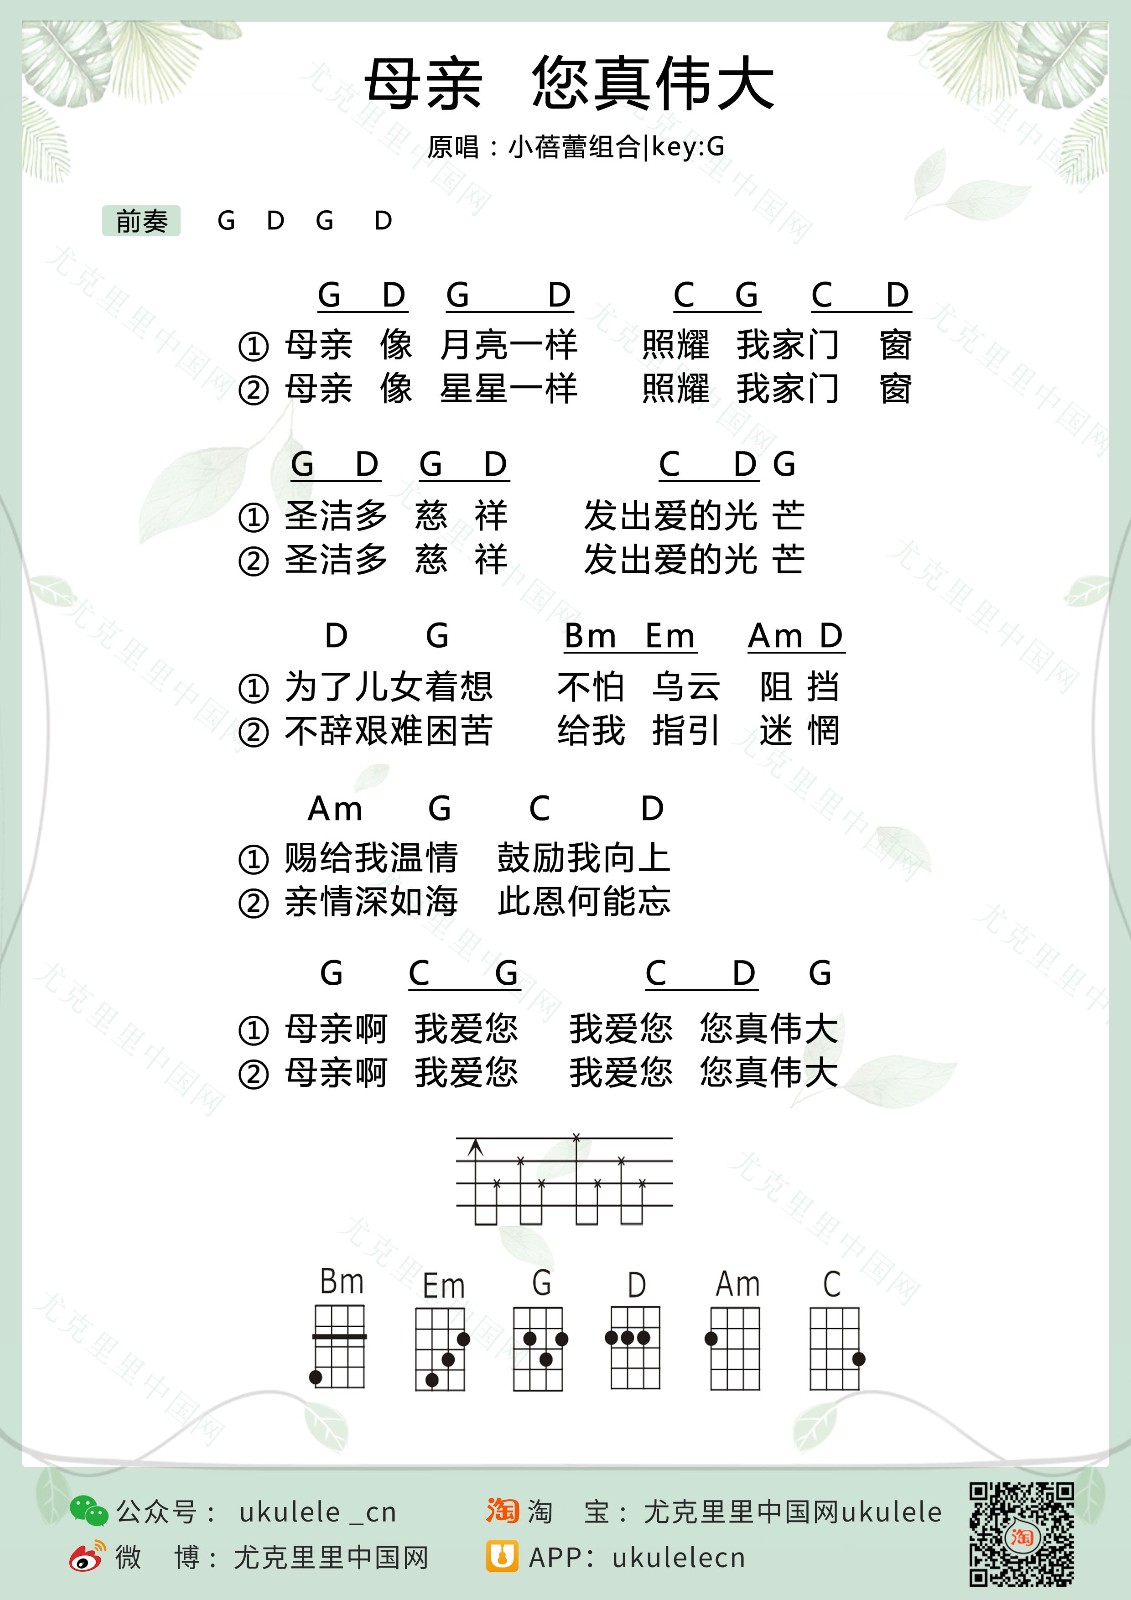 母亲 您真伟大
原唱：小蓓蕾组合|key:G
前奏 G D G D
G D G D C G C D
① 母亲 像 月亮一样 照耀 我家门 窗
② 母亲 像 星星一样 照耀 我家门 窗
G D G D C D G
① 圣洁多 慈 祥 发出爱的光 芒
② 圣洁多 慈 祥 发出爱的光 芒
D G Bm Em Am D
① 为了儿女着想 不怕 乌云 阻 挡
② 不辞艰难困苦 给我 指引 迷 惘
Am G C D
① 赐给我温情 鼓励我向上
② 亲情深如海 此恩何能忘
G C G C D G
① 母亲啊 我爱您 我爱您 您真伟大
② 母亲啊 我爱您 我爱您 您真伟大
Bm Em G D Am C
公众号： ukulele _cn 淘 淘 宝：尤克里里中国网ukulele
微 博：尤克里里中国网 APP：ukulelecn
淘
尤克里里中国网